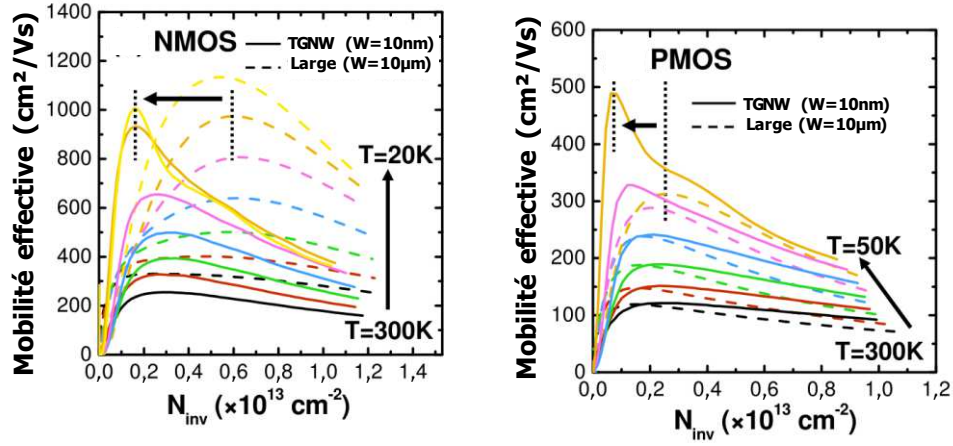 Mobilité effective (cm²/Vs)
1400
1200
1000
800
600
400
200
0
NMOS
TGNW (W=10nm)
Large (W=10µm)
T=20K
T=300K
0,0 0,2 0,4 0,6 0,8 1,0 1,2 1,4
Ninv (×10¹³ cm⁻²)
Mobilité effective (cm²/Vs)
600
500
400
300
200
100
0
PMOS
TGNW (W=10nm)
Large (W=10µm)
T=50K
T=300K
0,0 0,2 0,4 0,6 0,8 1,0 1,2
Ninv (×10¹³ cm⁻²)